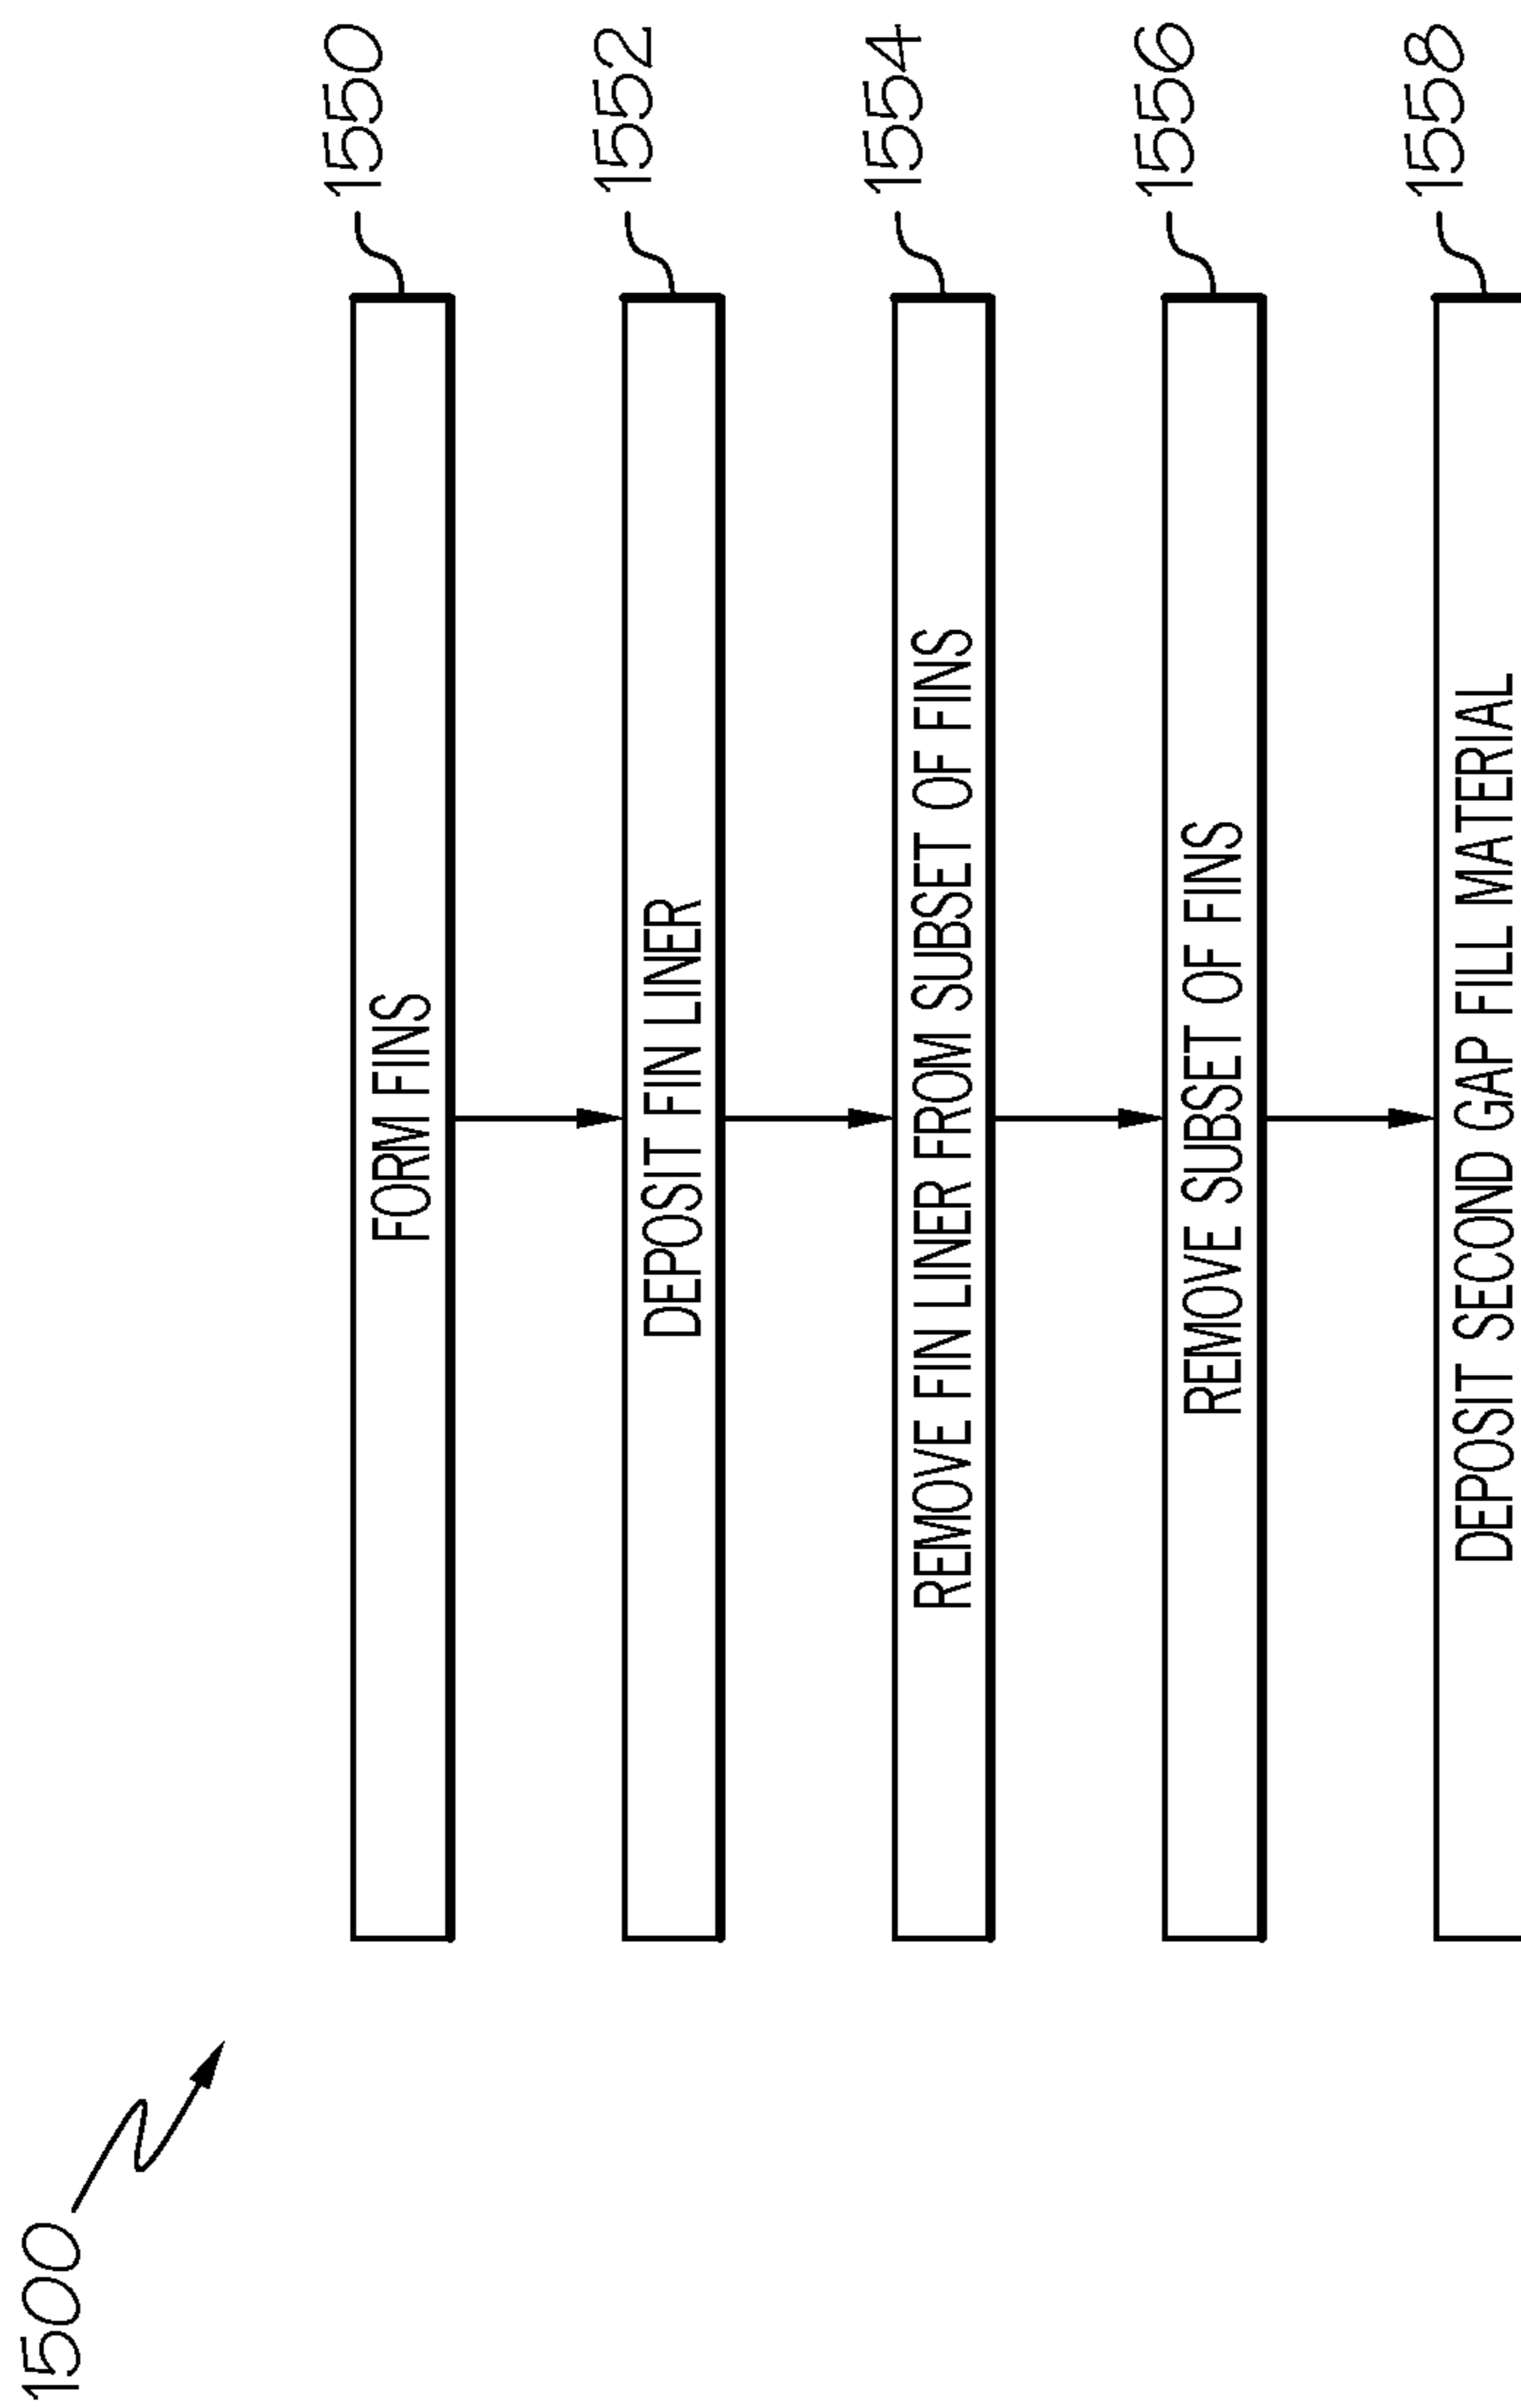 1500
FORM FINS
1550
DEPOSIT FIN LINER
1552
REMOVE FIN LINER FROM SUBSET OF FINS
1554
REMOVE SUBSET OF FINS
1556
DEPOSIT SECOND GAP FILL MATERIAL
1558